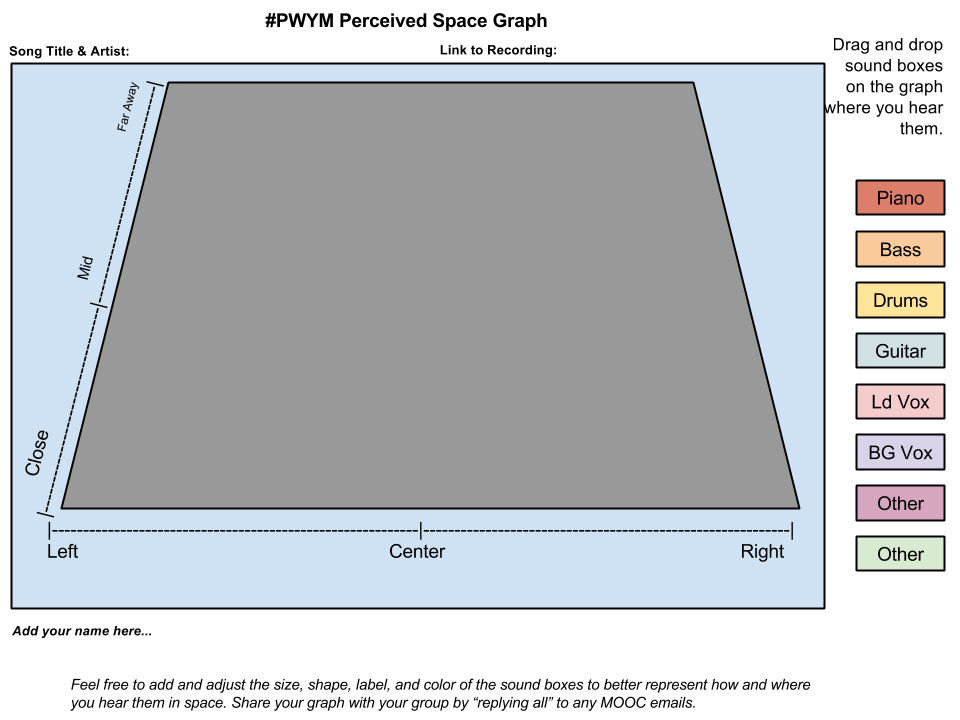 #PWYM Perceived Space Graph
Song Title & Artist:
Link to Recording:
Drag and drop
sound boxes
on the graph
where you hear
them.
Far Away
Mid
Close
Left
Center
Right
Piano
Bass
Drums
Guitar
Ld Vox
BG Vox
Other
Other
Add your name here...
Feel free to add and adjust the size, shape, label, and color of the sound boxes to better represent how and where
you hear them in space. Share your graph with your group by “replying all” to any MOOC emails.